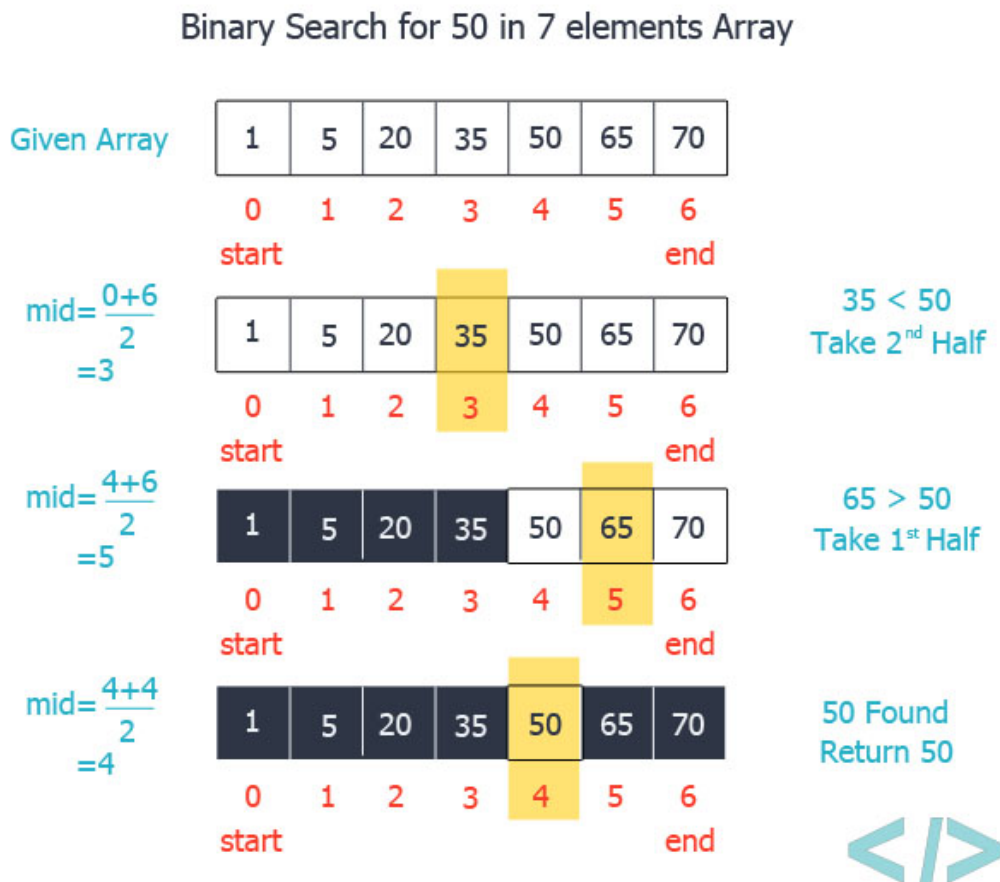 Binary Search for 50 in 7 elements Array
Given Array
1 5 20 35 50 65 70
0 1 2 3 4 5 6
start end
mid= 0+6
2
=3
1 5 20 35 50 65 70
35 < 50
Take 2nd Half
0 1 2 3 4 5 6
start end
mid= 4+6
2
=5
1 5 20 35 50 65 70
65 > 50
Take 1st Half
0 1 2 3 4 5 6
start end
mid= 4+4
2
=4
1 5 20 35 50 65 70
50 Found
Return 50
0 1 2 3 4 5 6
start end
</>